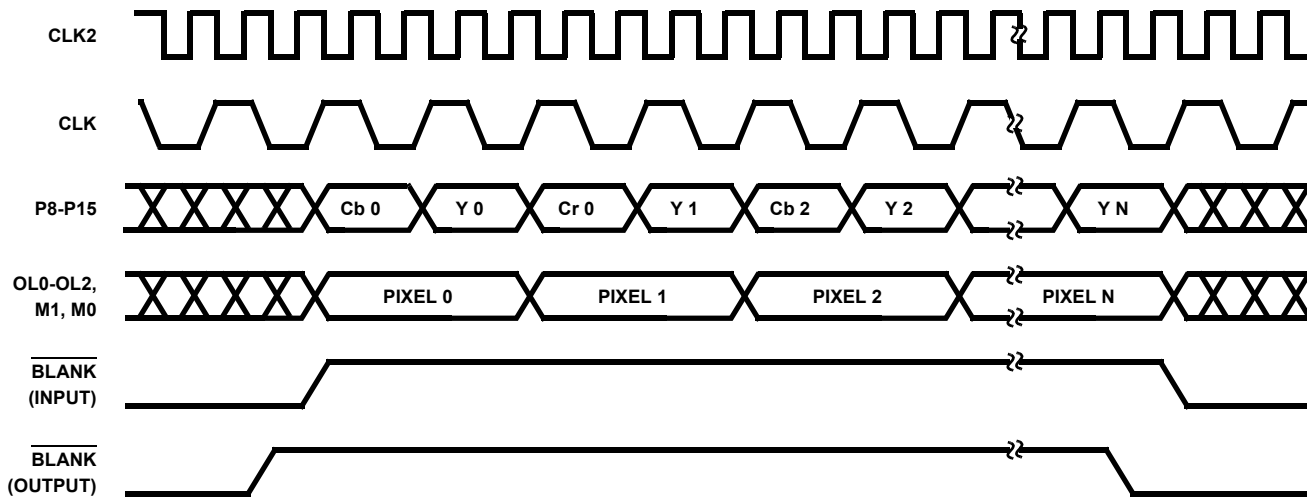 CLK2
CLK
P8-P15
Cb 0
Y 0
Cr 0
Y 1
Cb 2
Y 2
Y N
OL0-OL2,
M1, M0
PIXEL 0
PIXEL 1
PIXEL 2
PIXEL N
BLANK
(INPUT)
BLANK
(OUTPUT)